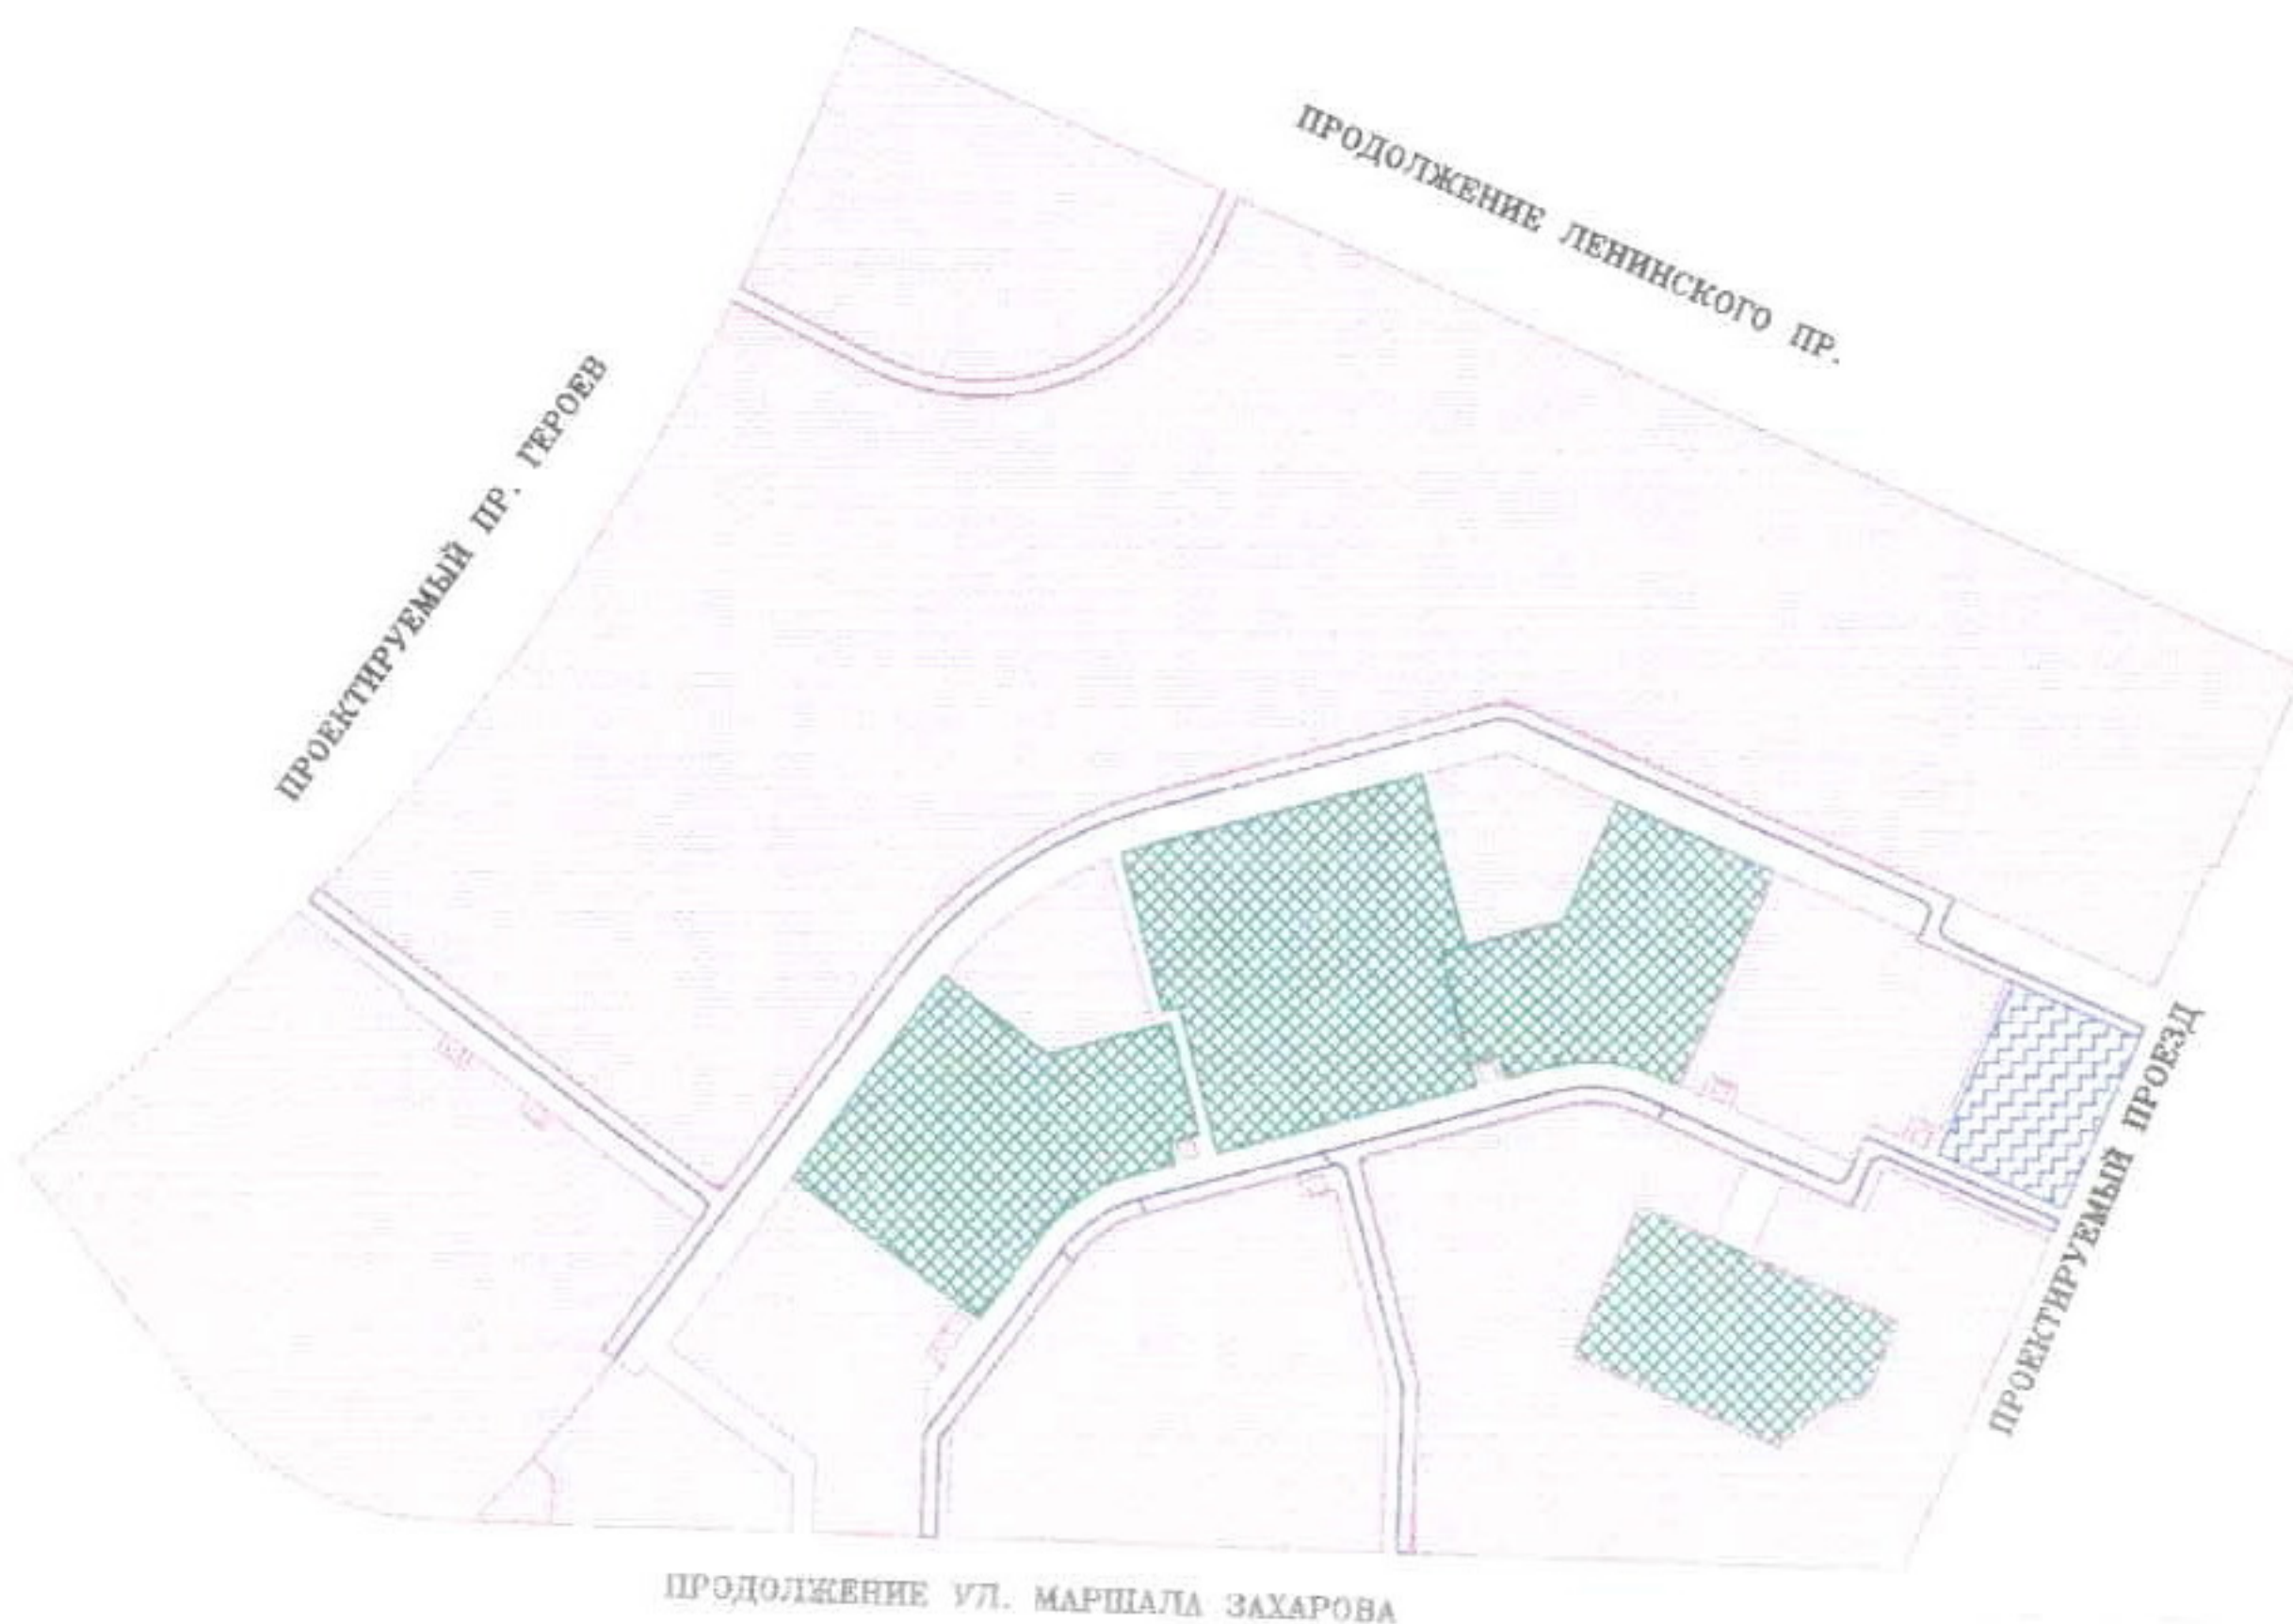 ПРОДОЛЖЕНИЕ ЛЕНИНСКОГО ПР.
ПРОЕКТИРУЕМЫЙ ПР. ГЕРОЕВ
ПРОЕКТИРУЕМЫЙ ПРОЕЗД
ПРОДОЛЖЕНИЕ УЛ. МАРШАЛА ЗАХАРОВА